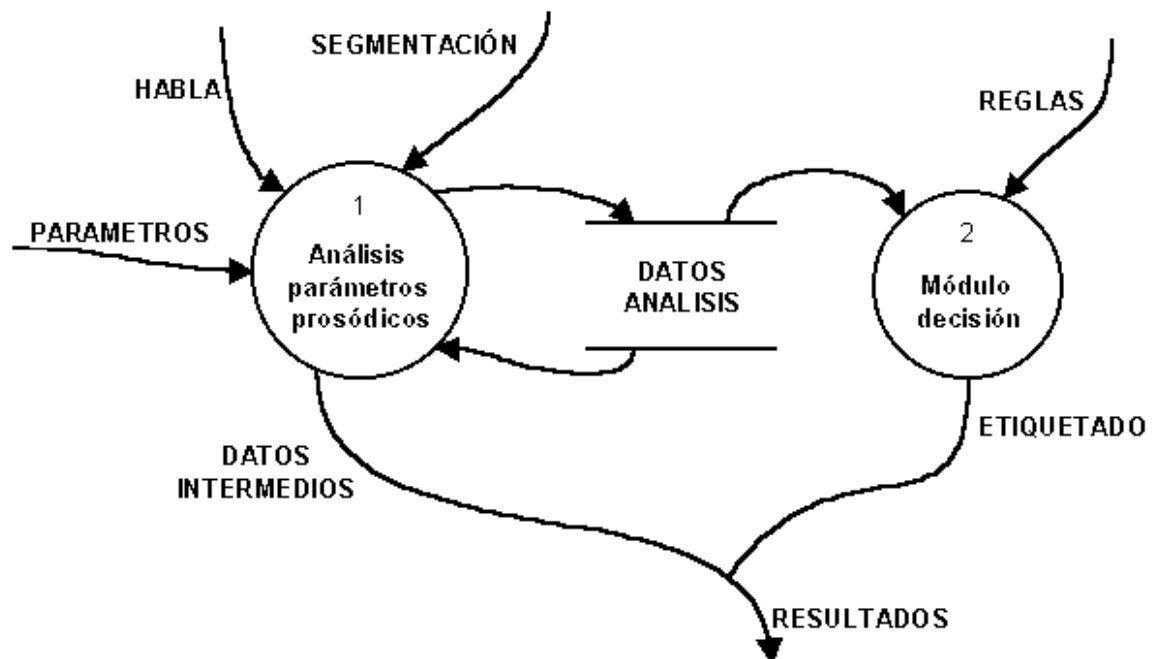 SEGMENTACIÓN
HABLA
REGLAS
PARAMETROS
1
Análisis
parámetros
prosódicos
DATOS
ANALISIS
2
Módulo
decisión
DATOS
INTERMEDIOS
ETIQUETADO
RESULTADOS